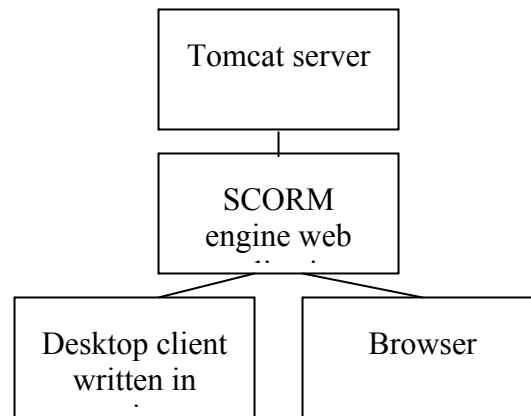 Tomcat server
SCORM
engine web
Desktop client
written in
Browser